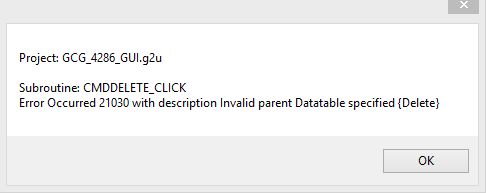 Project: GCG_4286_GUI.g2u
Subroutine: CMDDELETE_CLICK
Error Occurred 21030 with description Invalid parent Datatable specified {Delete}
OK